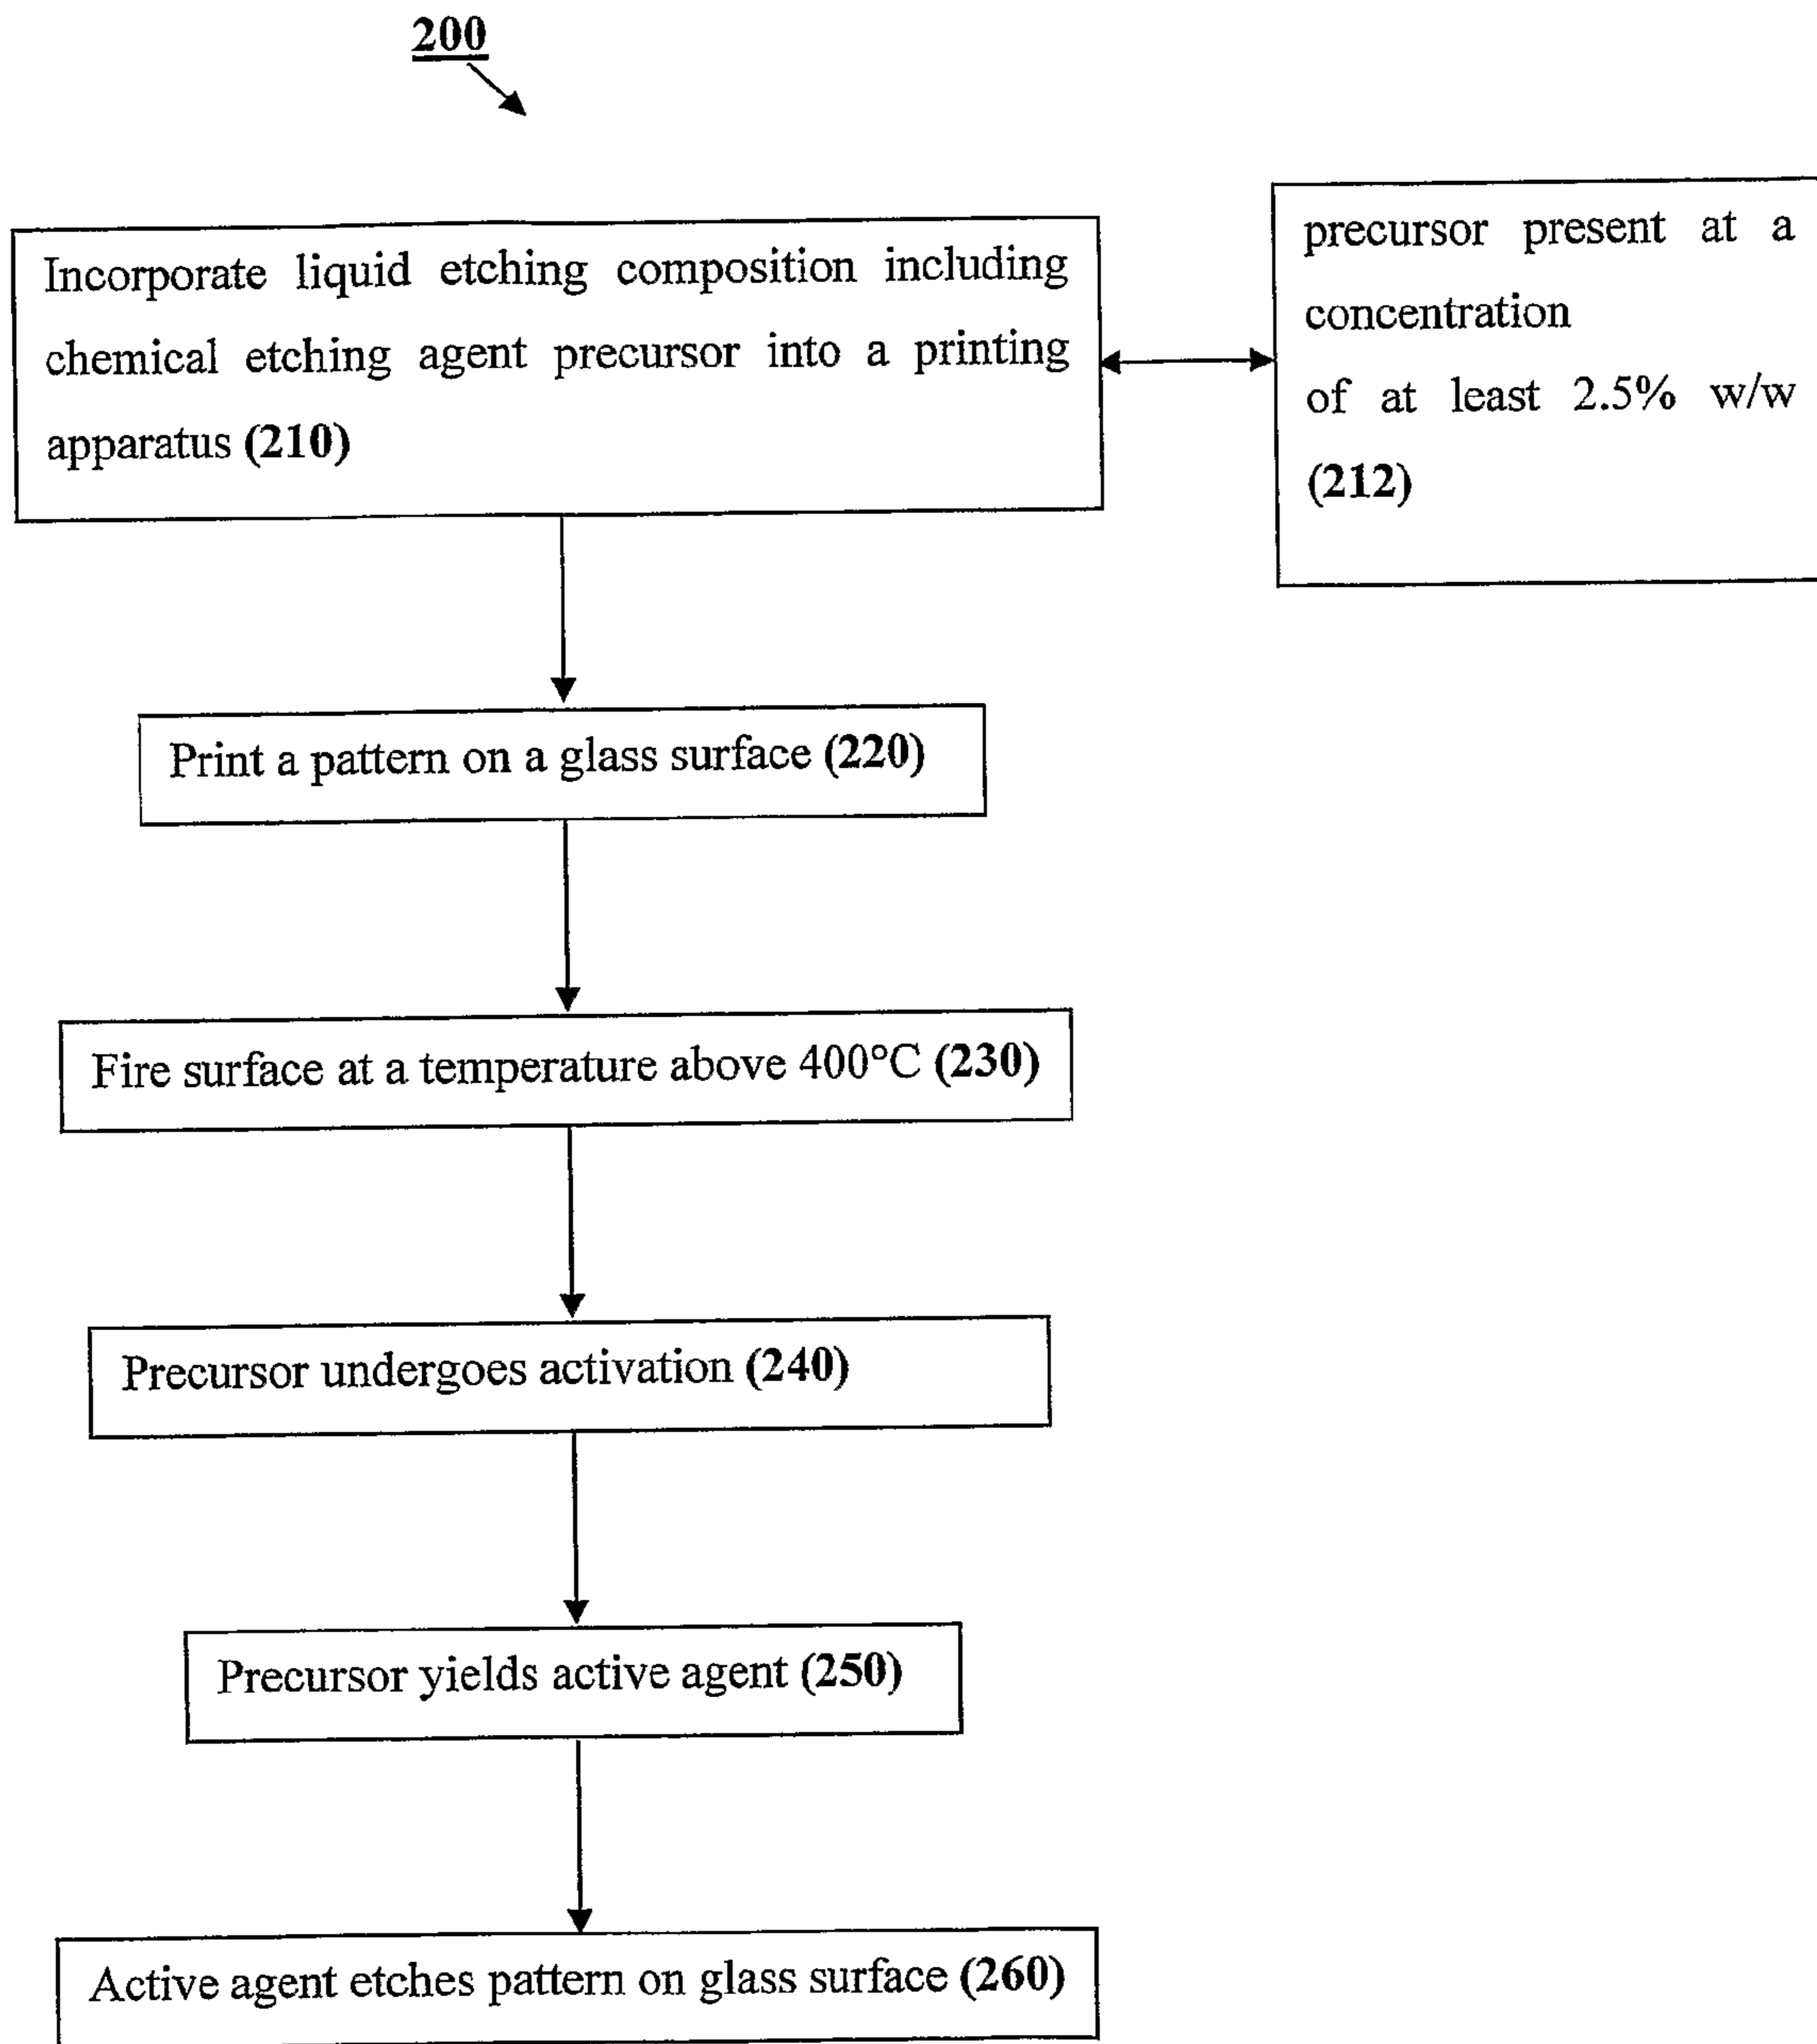 200
Incorporate liquid etching composition including
chemical etching agent precursor into a printing
apparatus (210)
precursor present at a
concentration
of at least 2.5% w/w
(212)
Print a pattern on a glass surface (220)
Fire surface at a temperature above 400°C (230)
Precursor undergoes activation (240)
Precursor yields active agent (250)
Active agent etches pattern on glass surface (260)